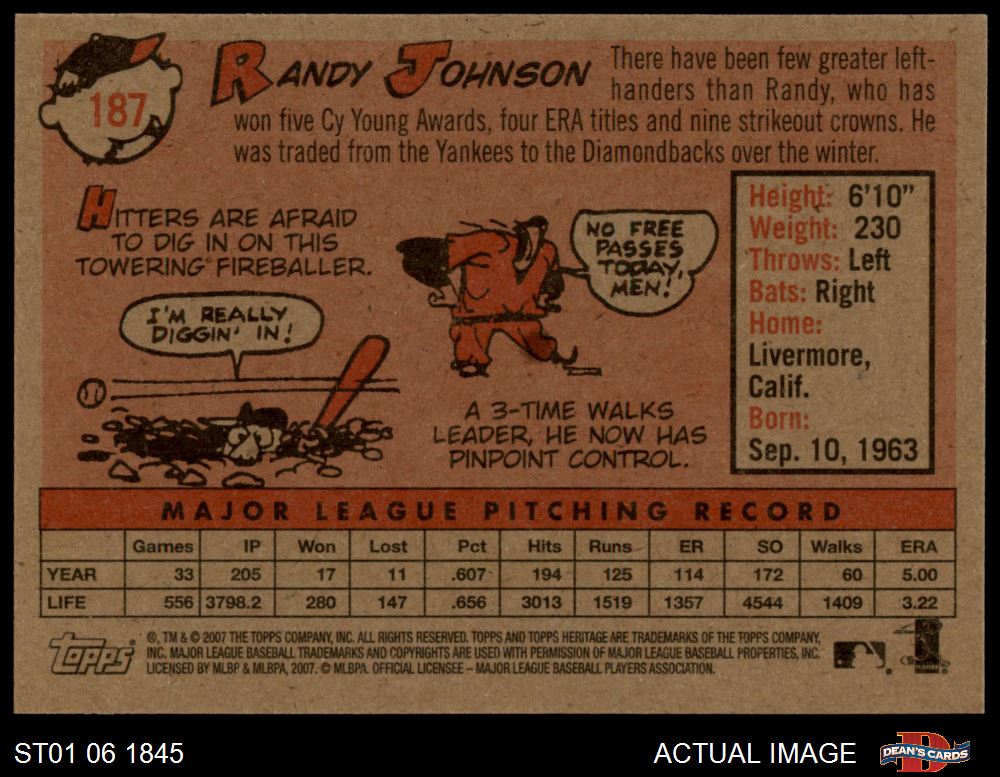 187
RANDY JOHNSON
There have been few greater left-
handers than Randy, who has
won five Cy Young Awards, four ERA titles and nine strikeout crowns. He
was traded from the Yankees to the Diamondbacks over the winter.
HITTERS ARE AFRAID
TO DIG IN ON THIS
TOWERING FIREBALLER.
I'M REALLY
DIGGIN' IN!
NO FREE
PASSES
TODAY,
MEN!
A 3-TIME WALKS
LEADER, HE NOW HAS
PINPOINT CONTROL.
Height: 6'10"
Weight: 230
Throws: Left
Bats: Right
Home:
Livermore,
Calif.
Born:
Sep. 10, 1963
MAJOR LEAGUE PITCHING RECORD
Games IP Won Lost Pct Hits Runs ER SO Walks ERA
YEAR 33 205 17 11 .607 194 125 114 172 60 5.00
LIFE 556 3798.2 280 147 .656 3013 1519 1357 4544 1409 3.22
Topps
®, TM & © 2007 THE TOPPS COMPANY, INC. ALL RIGHTS RESERVED. TOPPS AND TOPPS HERITAGE ARE TRADEMARKS OF THE TOPPS COMPANY,
INC. MAJOR LEAGUE BASEBALL TRADEMARKS AND COPYRIGHTS ARE USED WITH PERMISSION OF MAJOR LEAGUE BASEBALL PROPERTIES, INC.
LICENSED BY MLBP & MLBPA, 2007. © MLBPA. OFFICIAL LICENSEE – MAJOR LEAGUE BASEBALL PLAYERS ASSOCIATION.
ST01 06 1845
ACTUAL IMAGE
DEAN'S CARDS